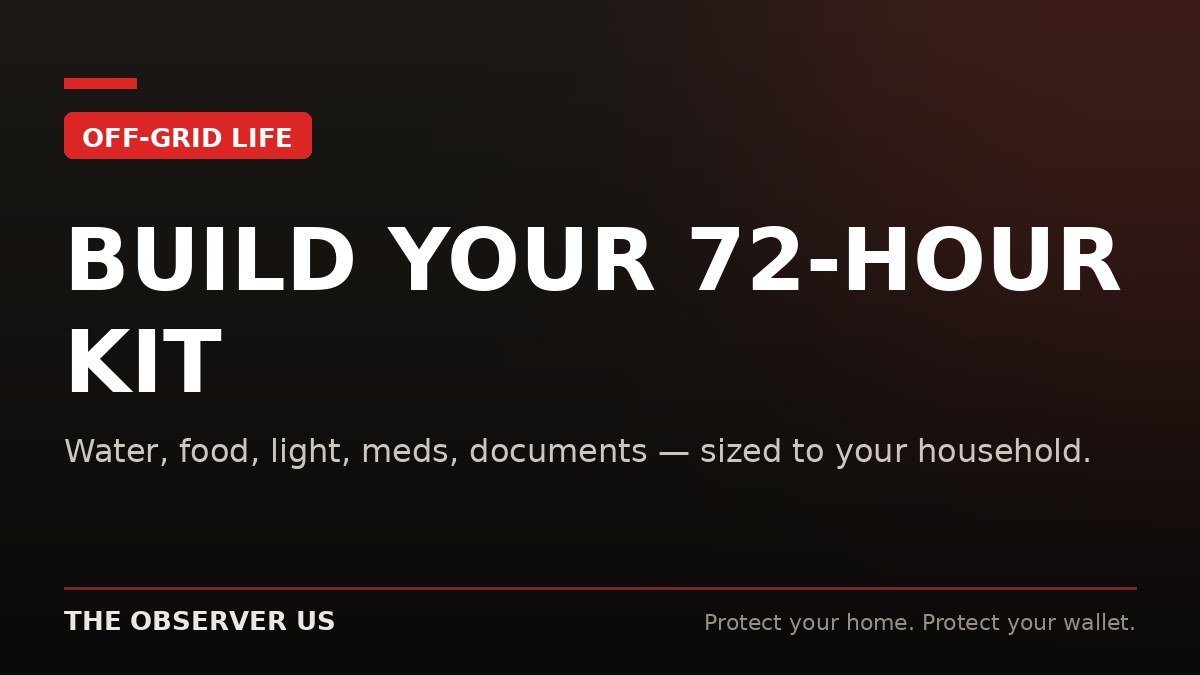 OFF-GRID LIFE
BUILD YOUR 72-HOUR
KIT
Water, food, light, meds, documents — sized to your household.
THE OBSERVER US
Protect your home. Protect your wallet.